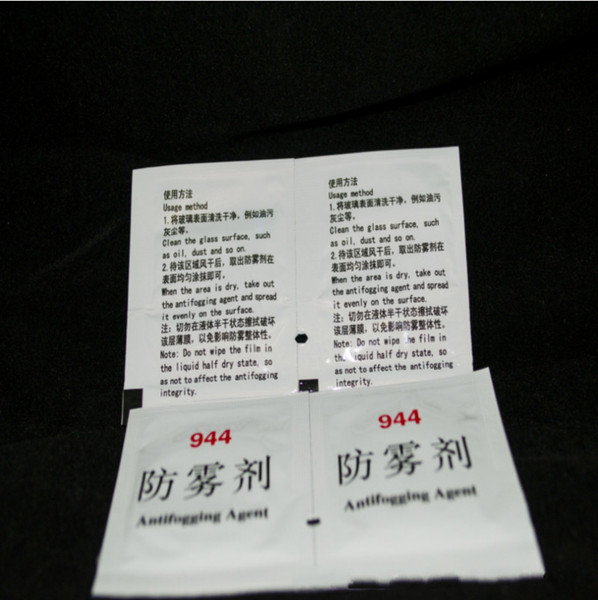 使用方法
Usage method
1.将玻璃表面清洗干净，例如油污
灰尘等。
Clean the glass surface, such
as oil, dust and so on.
2.待该区域风干后，取出防雾剂在
表面均匀涂抹即可。
When the area is dry, take out
the antifogging agent and spread
it evenly on the surface.
注：切勿在液体半干状态擦拭破坏
该层薄膜，以免影响防雾整体性。
Note: Do not wipe the film in
the liquid half dry state, so
as not to affect the antifogging
integrity.
使用方法
Usage method
1.将玻璃表面清洗干净，例如油污
灰尘等。
Clean the glass surface, such
as oil, dust and so on.
2.待该区域风干后，取出防雾剂在
表面均匀涂抹即可。
When the area is dry, take out
the antifogging agent and spread
it evenly on the surface.
注：切勿在液体半干状态擦拭破坏
该层薄膜，以免影响防雾整体性。
Note: Do not wipe the film in
the liquid half dry state, so
as not to affect the antifogging
integrity.
944
防雾剂
Antifogging Agent
944
防雾剂
Antifogging Agent